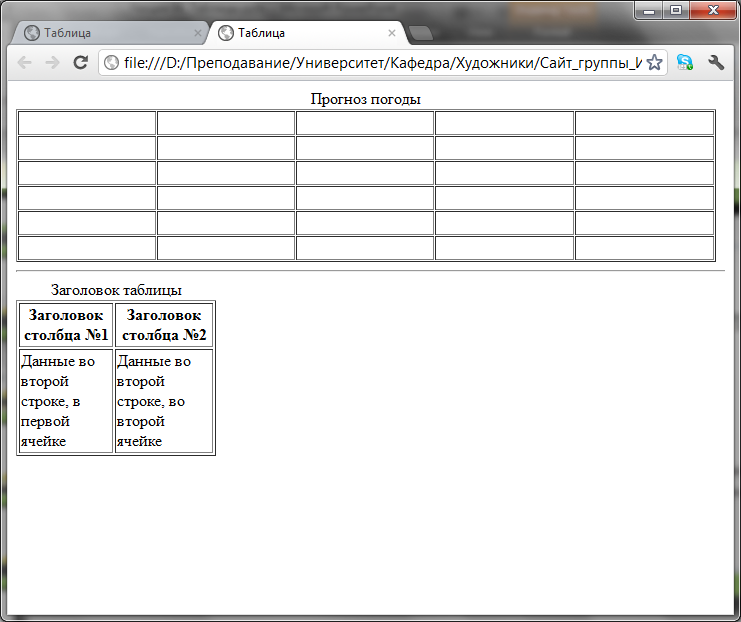 Таблица
Таблица
file:///D:/Преподавание/Университет/Кафедра/Художники/Сайт_группы_И
Прогноз погоды
Заголовок таблицы
Заголовок
столбца №1
Заголовок
столбца №2
Данные во
второй
строке, в
первой
ячейке
Данные во
второй
строке, во
второй
ячейке